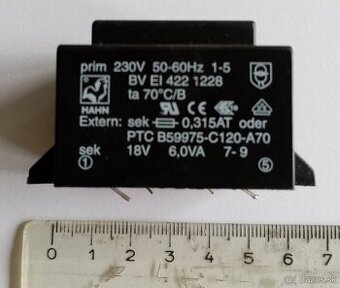 prim 230V 50-60Hz 1-5
BV EI 422 1228
ta 70°C/B
HAHN
Extern: sek 0,315AT oder
PTC B59975-C120-A70
sek 18V 6,0VA 7-9
1 5
0 1 2 3 4 5 6 7
bazos.sk